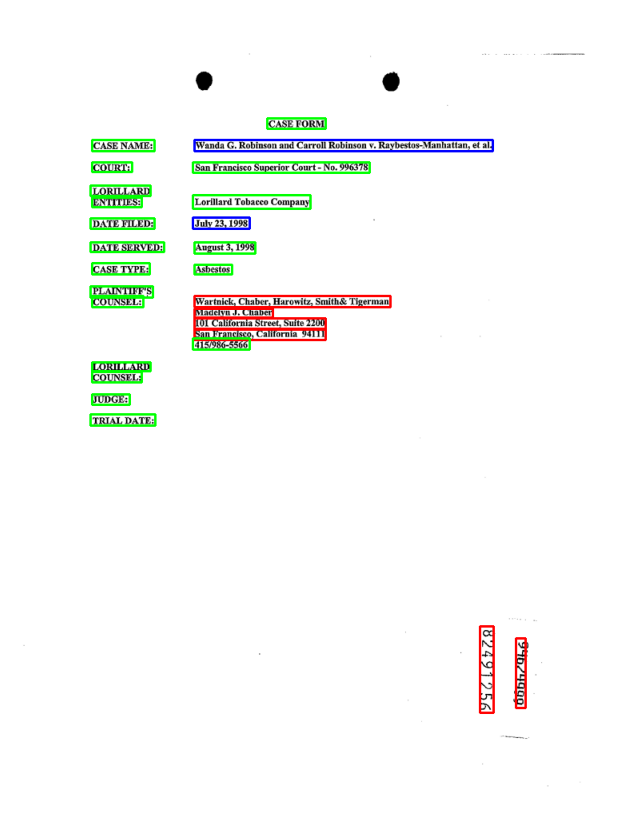 CASE FORM
CASE NAME: Wanda G. Robinson and Carroll Robinson v. Raybestos-Manhattan, et al.
COURT: San Francisco Superior Court - No. 996378
LORILLARD
ENTITIES: Lorillard Tobacco Company
DATE FILED: July 23, 1998
DATE SERVED: August 3, 1998
CASE TYPE: Asbestos
PLAINTIFF'S
COUNSEL: Wartnick, Chaber, Harowitz, Smith& Tigerman
Madelyn J. Chaber
101 California Street, Suite 2200
San Francisco, California 94111
415/986-5566
LORILLARD
COUNSEL:
JUDGE:
TRIAL DATE:
82491256